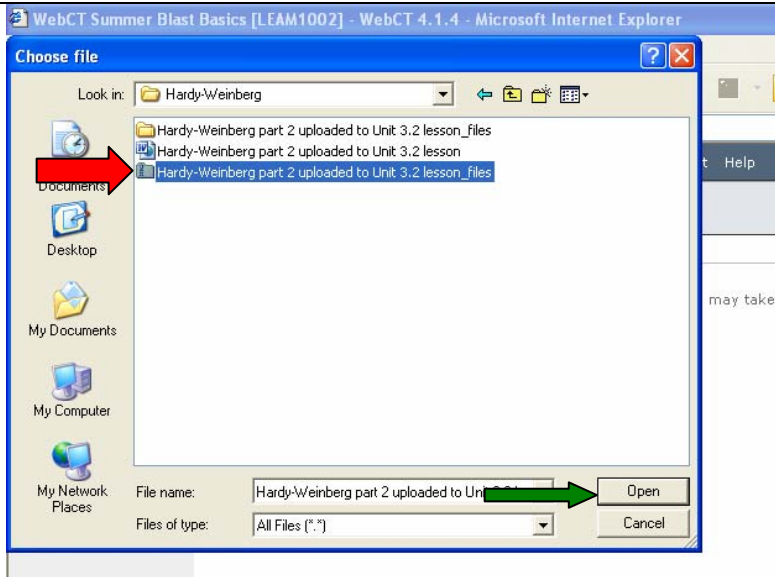 WebCT Summer Blast Basics [LEAM1002] - WebCT 4.1.4 - Microsoft Internet Explorer
Choose file
Look in: Hardy-Weinberg
Hardy-Weinberg part 2 uploaded to Unit 3.2 lesson_files
Hardy-Weinberg part 2 uploaded to Unit 3.2 lesson
Hardy-Weinberg part 2 uploaded to Unit 3.2 lesson_files
Documents
Desktop
My Documents
My Computer
My Network
Places
File name: Hardy-Weinberg part 2 uploaded to
Open
Files of type: All Files (*.*)
Cancel
t Help
may take